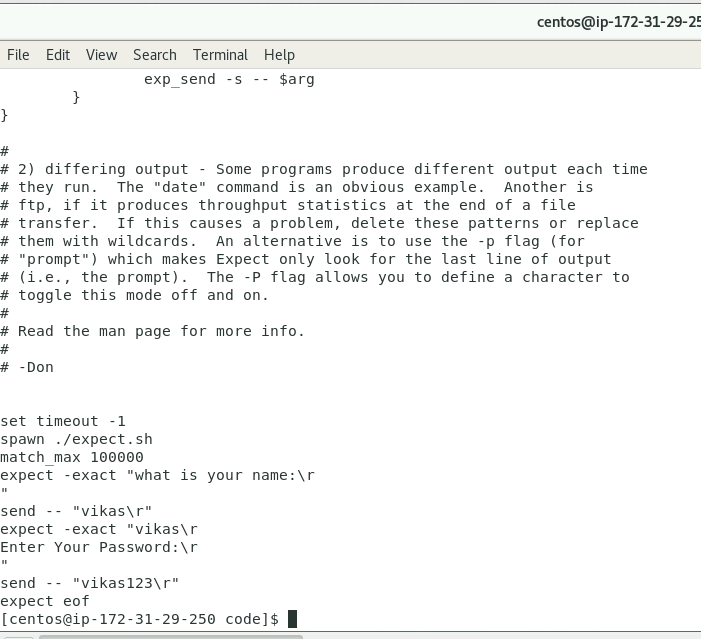 centos@ip-172-31-29-25
File Edit View Search Terminal Help
                exp_send -s -- $arg
        }
}

#
# 2) differing output - Some programs produce different output each time
# they run.  The "date" command is an obvious example.  Another is
# ftp, if it produces throughput statistics at the end of a file
# transfer.  If this causes a problem, delete these patterns or replace
# them with wildcards.  An alternative is to use the -p flag (for
# "prompt") which makes Expect only look for the last line of output
# (i.e., the prompt).  The -P flag allows you to define a character to
# toggle this mode off and on.
#
# Read the man page for more info.
#
# -Don


set timeout -1
spawn ./expect.sh
match_max 100000
expect -exact "what is your name:\r
"
send -- "vikas\r"
expect -exact "vikas\r
Enter Your Password:\r
"
send -- "vikas123\r"
expect eof
[centos@ip-172-31-29-250 code]$